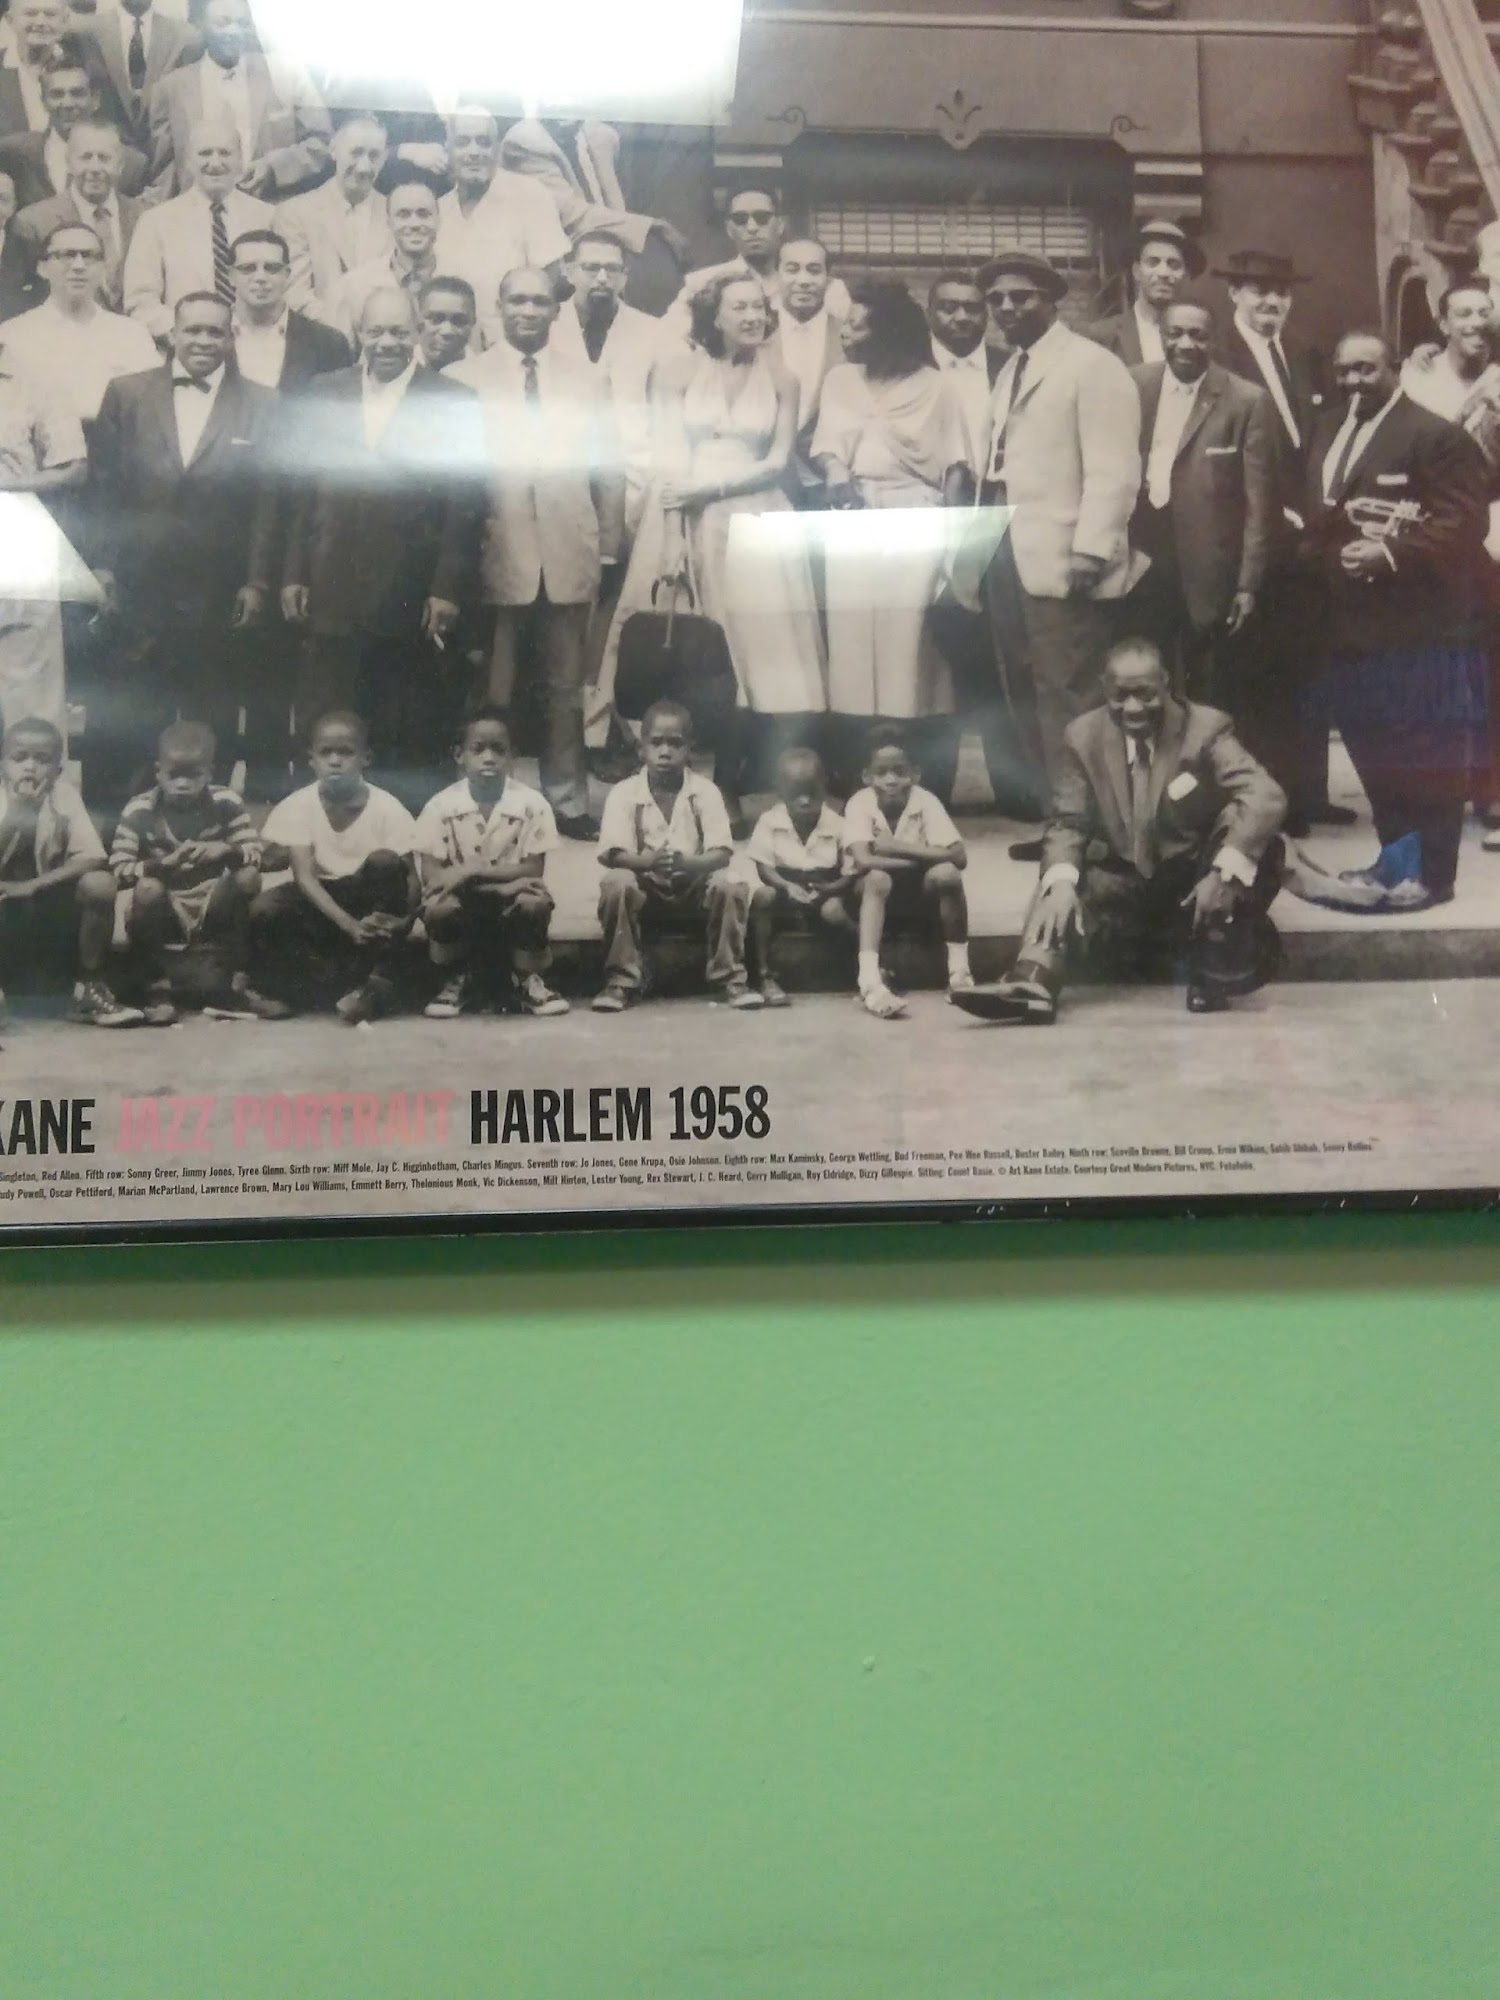 KANE JAZZ PORTRAIT HARLEM 1958
Singleton, Red Allen. Fifth row: Sonny Greer, Jimmy Jones, Tyree Glenn. Sixth row: Miff Mole, Jay C. Higginbotham, Charles Mingus. Seventh row: Jo Jones, Gene Krupa, Osie Johnson. Eighth row: Max Kaminsky, George Wettling, Bud Freeman, Pee Wee Russell, Buster Bailey. Ninth row: Scoville Browne, Bill Crump, Ernie Wilkins, Sahib Shihab, Sonny Rollins.
udy Powell, Oscar Pettiford, Marian McPartland, Lawrence Brown, Mary Lou Williams, Emmett Berry, Thelonious Monk, Vic Dickenson, Milt Hinton, Lester Young, Rex Stewart, J. C. Heard, Gerry Mulligan, Roy Eldridge, Dizzy Gillespie. Sitting: Count Basie. © Art Kane Estate. Courtesy Great Modern Pictures, NYC. Fotofolio.